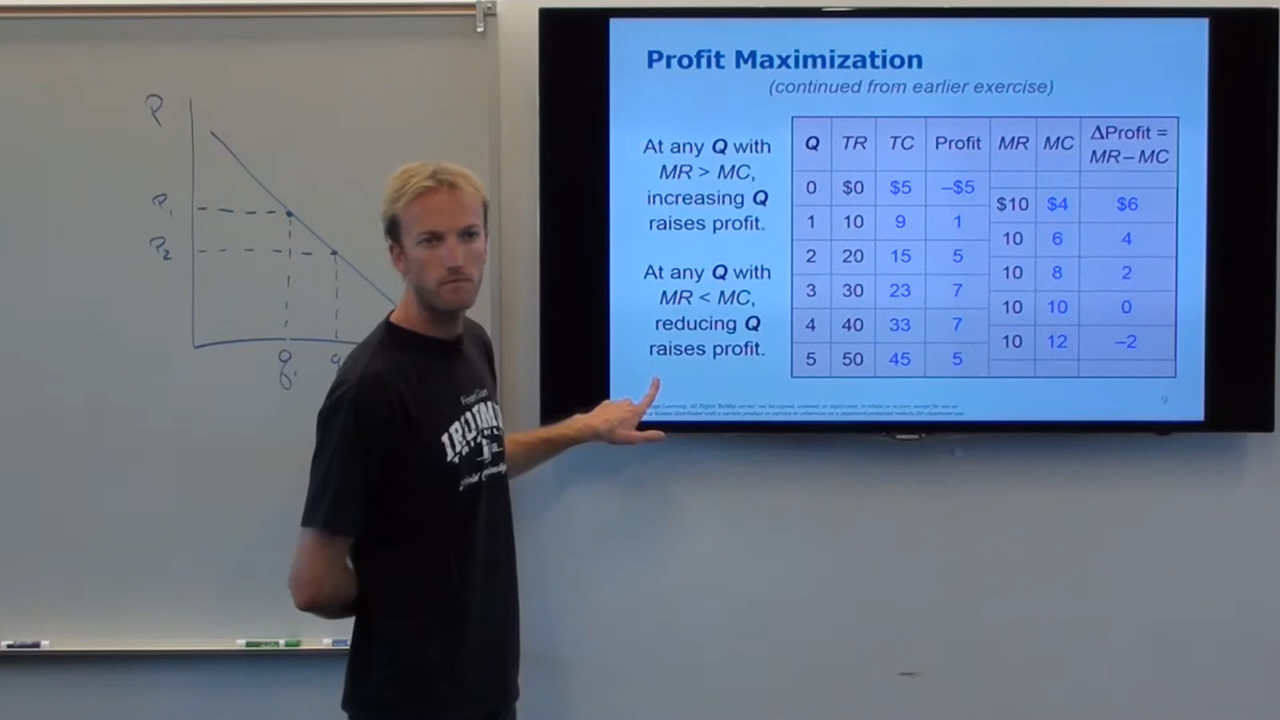 P
P₁
P₂
q₁
q
Profit Maximization
(continued from earlier exercise)
At any Q with
MR > MC,
increasing Q
raises profit.
At any Q with
MR < MC,
reducing Q
raises profit.
Q TR TC Profit MR MC ΔProfit =
MR–MC
0 $0 $5 –$5
$10 $4 $6
1 10 9 1
10 6 4
2 20 15 5
10 8 2
3 30 23 7
10 10 0
4 40 33 7
10 12 –2
5 50 45 5
9